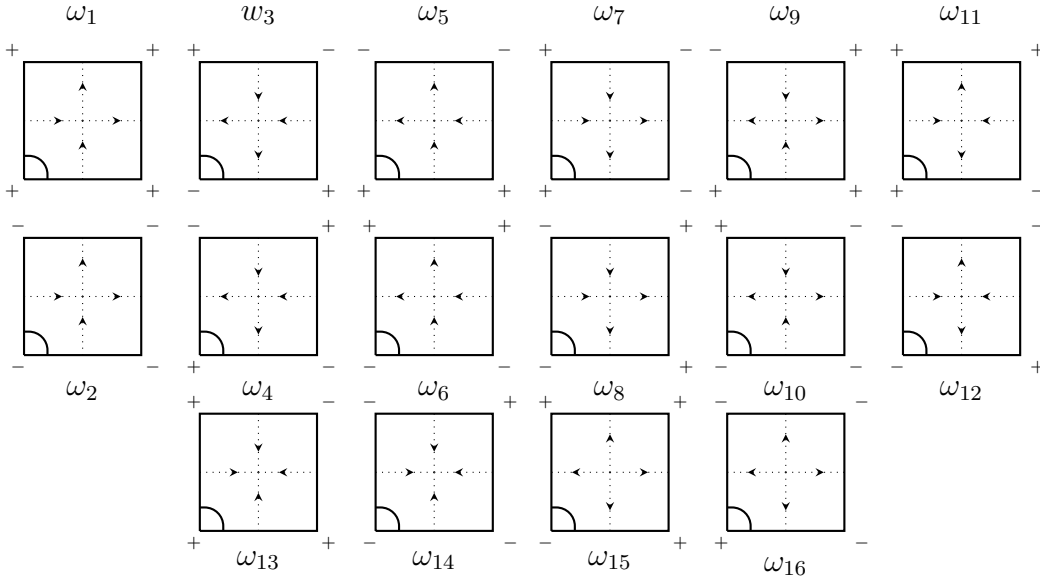 ω₁ w₃ ω₅ ω₇ ω₉ ω₁₁
+ + + − − − + − − + + +
+ + − + + + + − + + + −
− − − + + + − + + − − −
− − + − − − − + − − − +
ω₂ ω₄ ω₆ ω₈ ω₁₀ ω₁₂
+ − − + + + − −
+ + − − − + + −
ω₁₃ ω₁₄ ω₁₅ ω₁₆